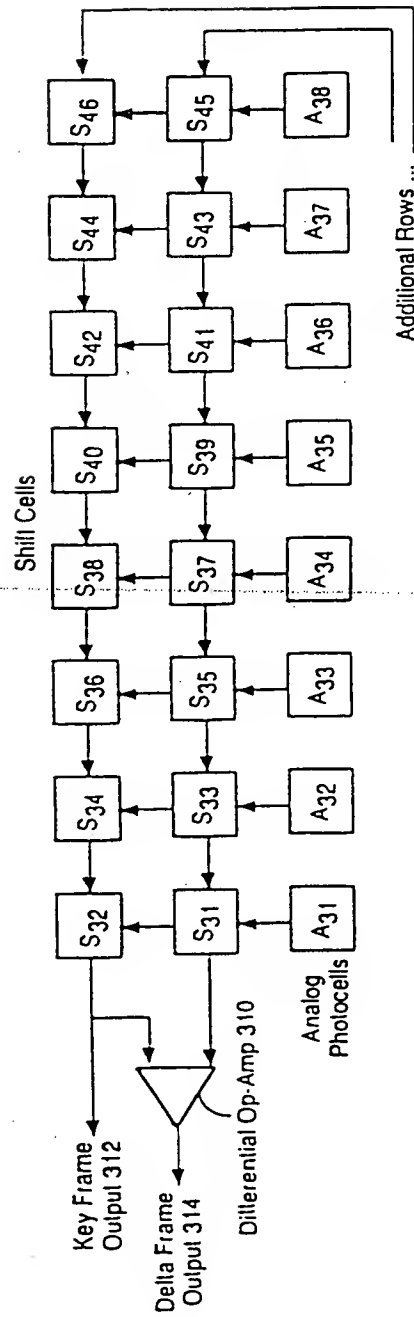 Shift Cells
Key Frame
Output 312
S32 S34 S36 S38 S40 S42 S44 S46
Delta Frame
Output 314
S31 S33 S35 S37 S39 S41 S43 S45
Differential Op-Amp 310
A31 A32 A33 A34 A35 A36 A37 A38
Analog
Photocells
Additional Rows ...